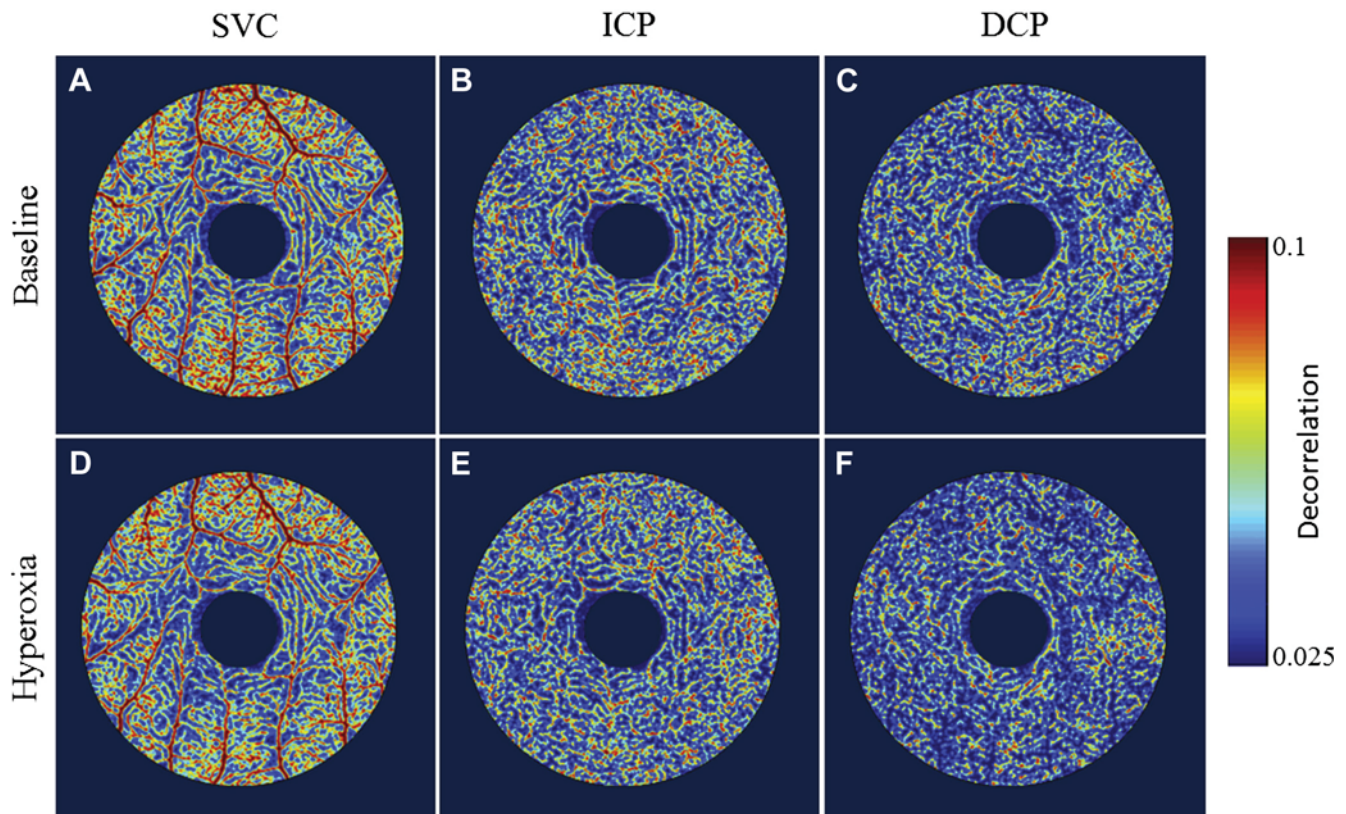 SVC
ICP
DCP
Baseline
A
B
C
Hyperoxia
D
E
F
0.1
Decorrelation
0.025